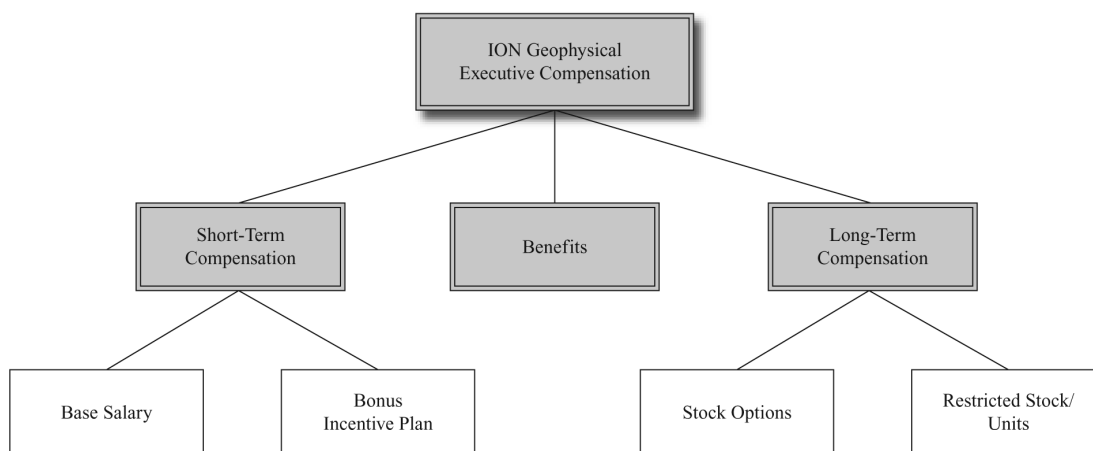 ION Geophysical
Executive Compensation
Short-Term
Compensation
Benefits
Long-Term
Compensation
Base Salary
Bonus
Incentive Plan
Stock Options
Restricted Stock/
Units